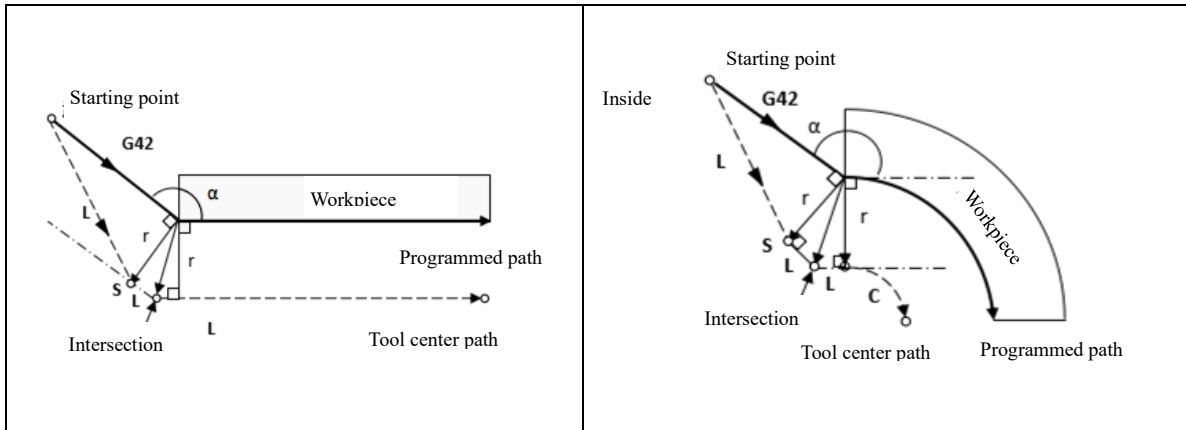 Starting point
G42
α
Workpiece
L
r
r
Programmed path
S
L
L
Intersection
Tool center path
Starting point
Inside
G42
α
L
Workpiece
r
r
S
L
L
C
Intersection
Tool center path
Programmed path